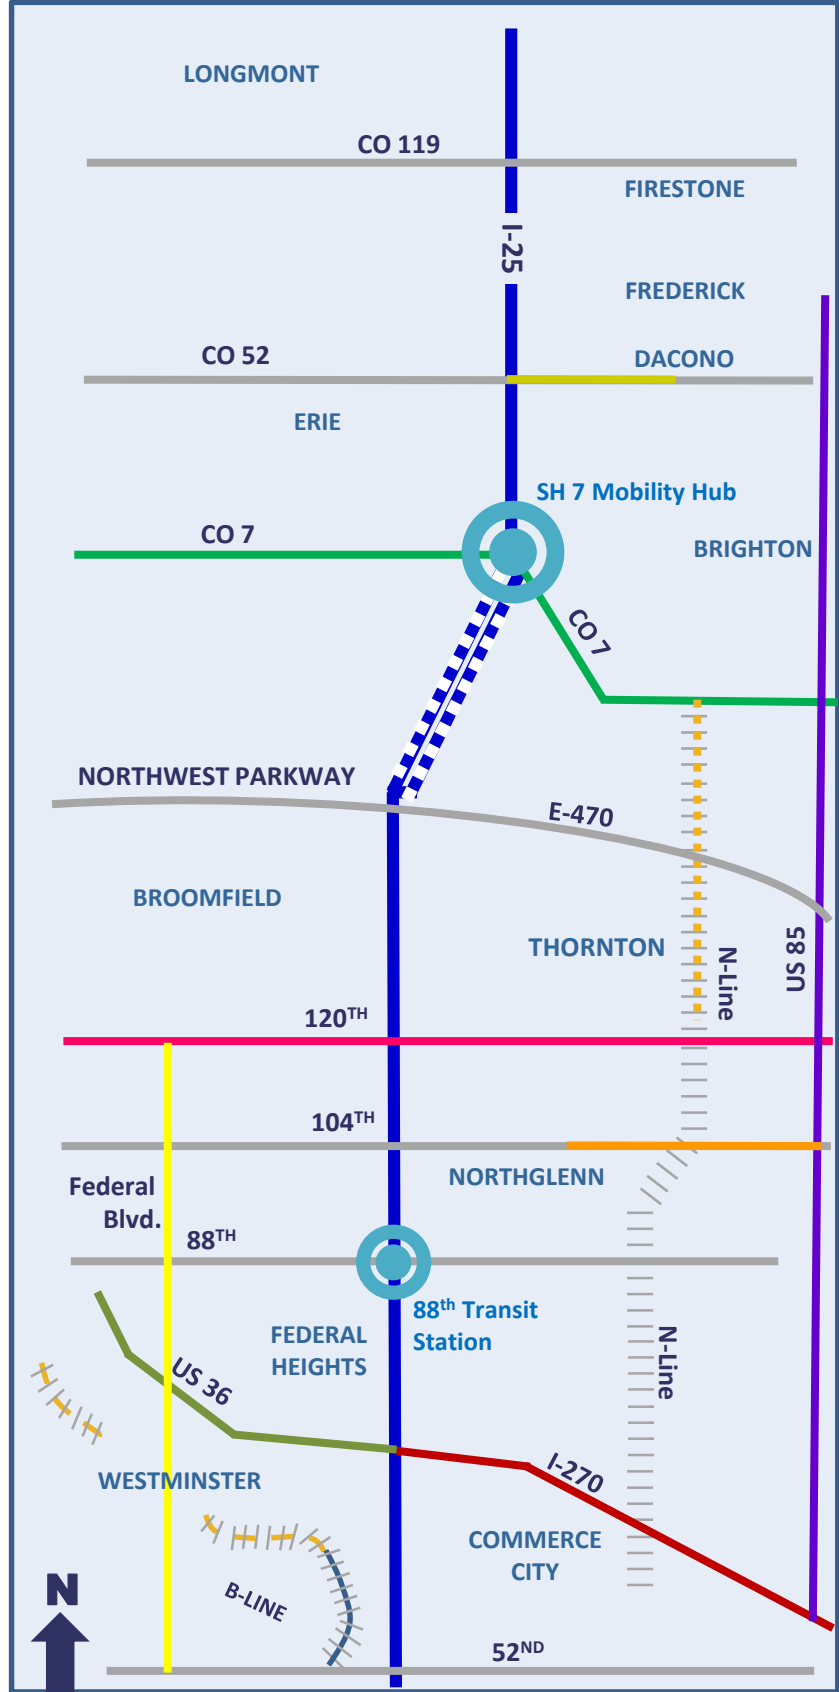 LONGMONT
CO 119
FIRESTONE
I-25
FREDERICK
CO 52
DACONO
ERIE
SH 7 Mobility Hub
CO 7
BRIGHTON
CO 7
NORTHWEST PARKWAY
E-470
BROOMFIELD
THORNTON
N-Line
US 85
120TH
104TH
NORTHGLENN
Federal
Blvd.
88TH
88th Transit
Station
FEDERAL
HEIGHTS
N-Line
US 36
I-270
WESTMINSTER
COMMERCE
CITY
B-LINE
N
52ND